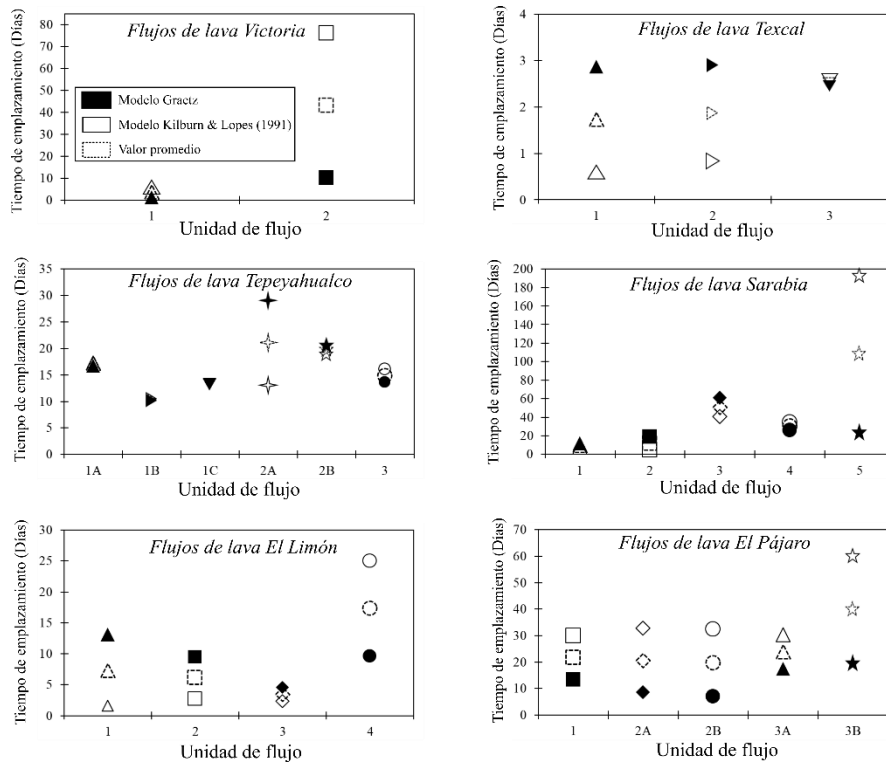 Flujos de lava Victoria
Tiempo de emplazamiento (Días)
80
70
60
50
40
30
20
10
0
Modelo Graetz
Modelo Kilburn & Lopes (1991)
Valor promedio
1 2
Unidad de flujo
Flujos de lava Texcal
Tiempo de emplazamiento (Días)
4
3
2
1
0
1 2 3
Unidad de flujo
Flujos de lava Tepeyahualco
Tiempo de emplazamiento (Días)
35
30
25
20
15
10
5
0
1A 1B 1C 2A 2B 3
Unidad de flujo
Flujos de lava Sarabia
Tiempo de emplazamiento (Días)
200
180
160
140
120
100
80
60
40
20
0
1 2 3 4 5
Unidad de flujo
Flujos de lava El Limón
Tiempo de emplazamiento (Días)
30
25
20
15
10
5
0
1 2 3 4
Unidad de flujo
Flujos de lava El Pájaro
Tiempo de emplazamiento (Días)
70
60
50
40
30
20
10
0
1 2A 2B 3A 3B
Unidad de flujo